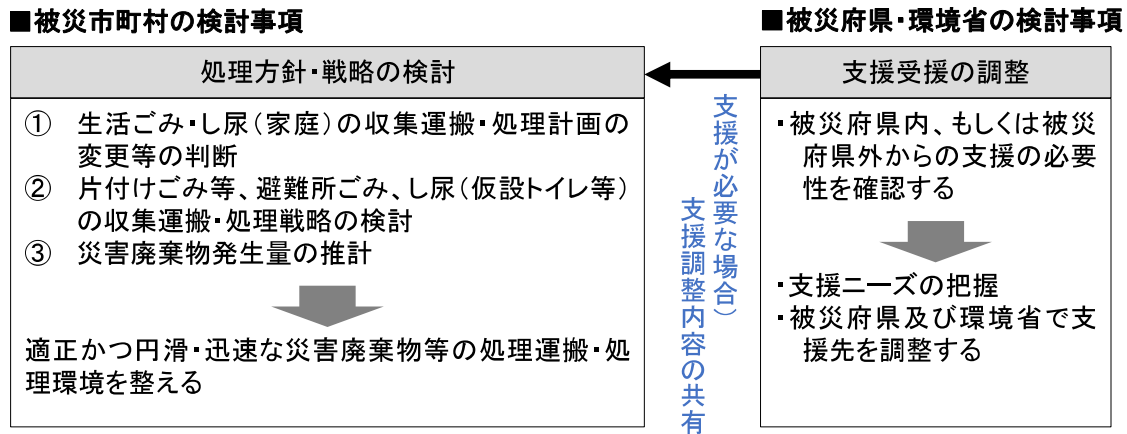 ■被災市町村の検討事項
処理方針・戦略の検討
① 生活ごみ・し尿（家庭）の収集運搬・処理計画の
変更等の判断
② 片付けごみ等、避難所ごみ、し尿（仮設トイレ等）
の収集運搬・処理戦略の検討
③ 災害廃棄物発生量の推計
適正かつ円滑・迅速な災害廃棄物等の処理運搬・処
理環境を整える
支援が必要な場合）
支援調整内容の共有
■被災府県・環境省の検討事項
支援受援の調整
・被災府県内、もしくは被災
府県外からの支援の必要
性を確認する
・支援ニーズの把握
・被災府県及び環境省で支
援先を調整する